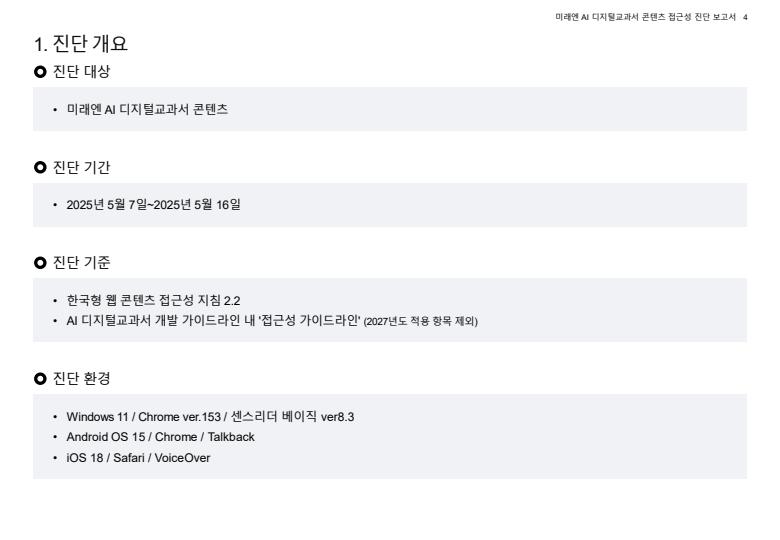 미래엔 AI 디지털교과서 콘텐츠 접근성 진단 보고서 4
1. 진단 개요
진단 대상
• 미래엔 AI 디지털교과서 콘텐츠
진단 기간
• 2025년 5월 7일~2025년 5월 16일
진단 기준
• 한국형 웹 콘텐츠 접근성 지침 2.2
• AI 디지털교과서 개발 가이드라인 내 '접근성 가이드라인' (2027년도 적용 항목 제외)
진단 환경
• Windows 11 / Chrome ver.153 / 센스리더 베이직 ver8.3
• Android OS 15 / Chrome / Talkback
• iOS 18 / Safari / VoiceOver